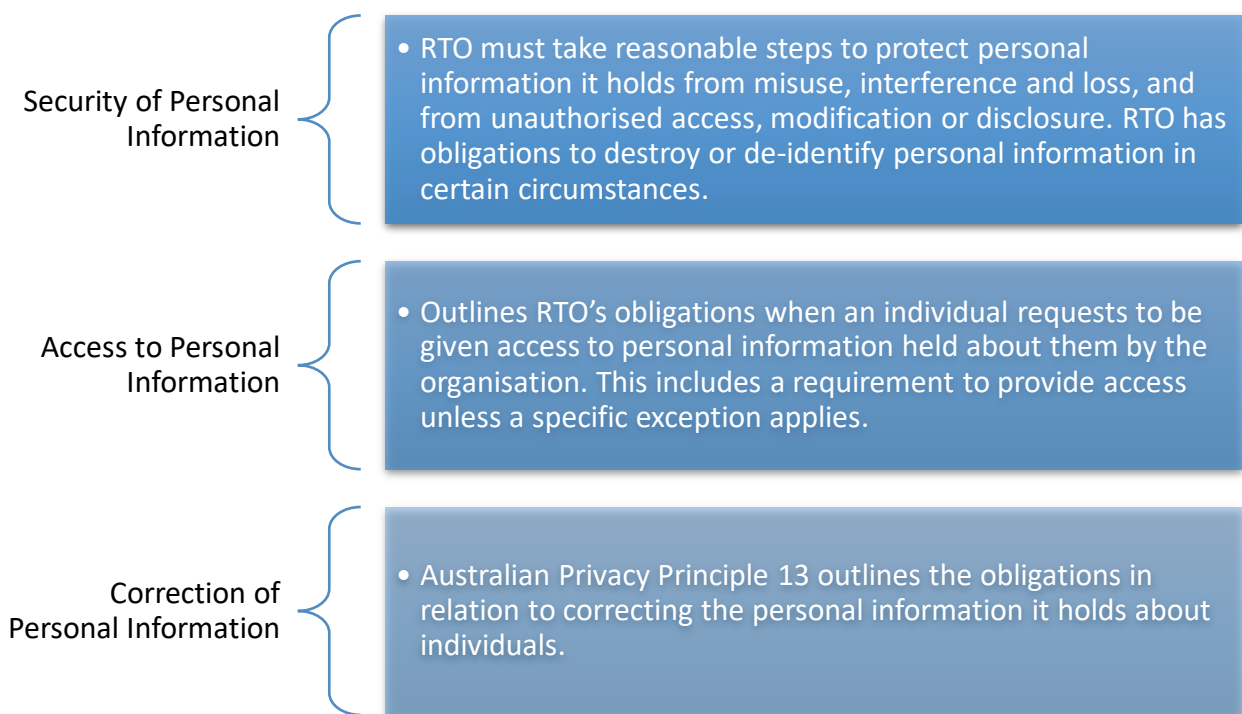 Security of Personal
Information
• RTO must take reasonable steps to protect personal
information it holds from misuse, interference and loss, and
from unauthorised access, modification or disclosure. RTO has
obligations to destroy or de-identify personal information in
certain circumstances.
Access to Personal
Information
• Outlines RTO’s obligations when an individual requests to be
given access to personal information held about them by the
organisation. This includes a requirement to provide access
unless a specific exception applies.
Correction of
Personal Information
• Australian Privacy Principle 13 outlines the obligations in
relation to correcting the personal information it holds about
individuals.